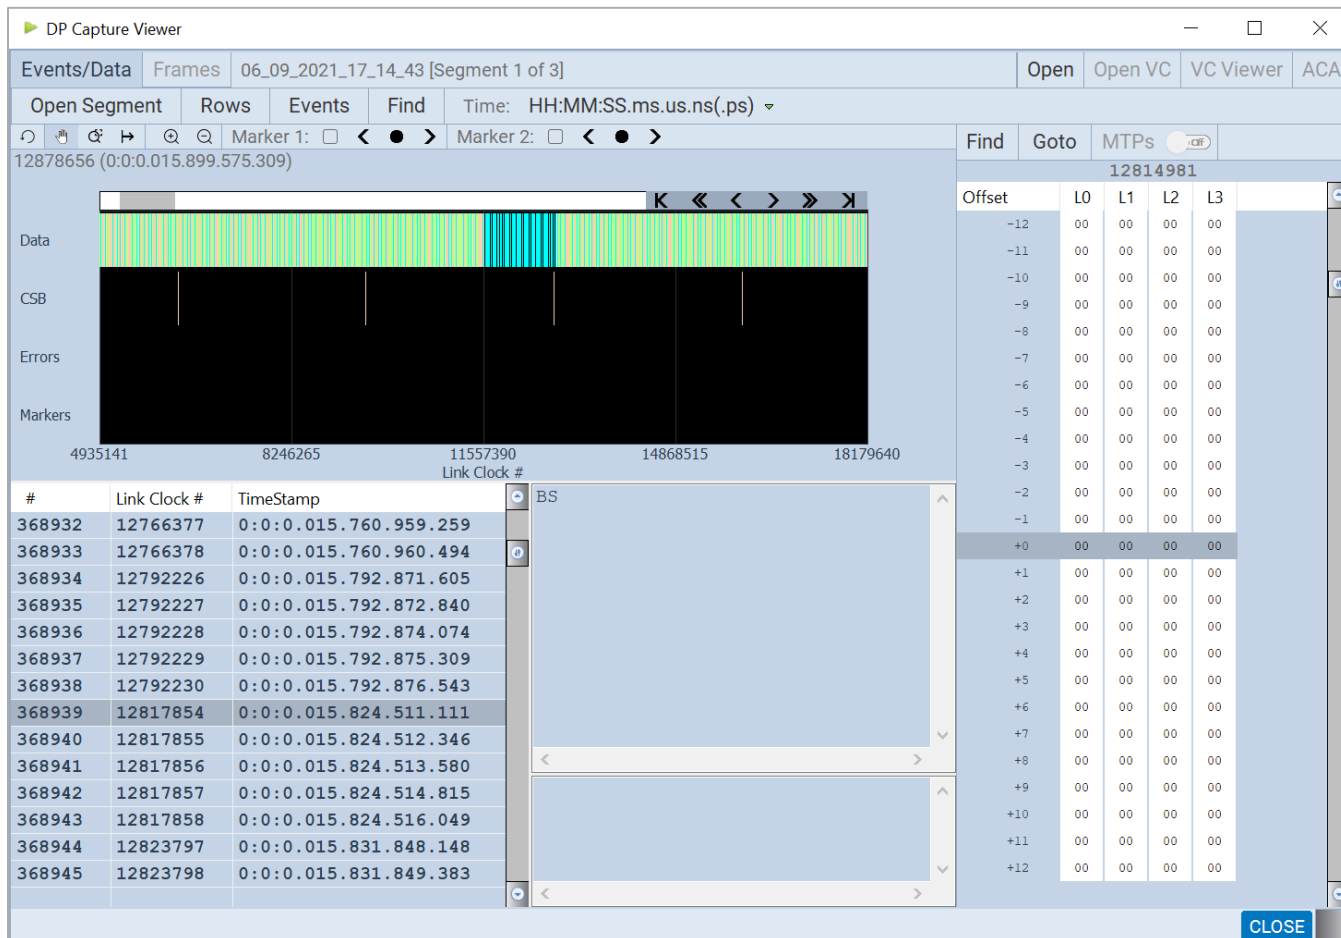 DP Capture Viewer
Events/Data Frames 06_09_2021_17_14_43 [Segment 1 of 3] Open Open VC VC Viewer ACA
Open Segment Rows Events Find Time: HH:MM:SS.ms.us.ns(.ps)
Marker 1: Marker 2:
12878656 (0:0:0.015.899.575.309)
Data
CSB
Errors
Markers
4935141 8246265 11557390 14868515 18179640
Link Clock #
# Link Clock # TimeStamp
368932 12766377 0:0:0.015.760.959.259
368933 12766378 0:0:0.015.760.960.494
368934 12792226 0:0:0.015.792.871.605
368935 12792227 0:0:0.015.792.872.840
368936 12792228 0:0:0.015.792.874.074
368937 12792229 0:0:0.015.792.875.309
368938 12792230 0:0:0.015.792.876.543
368939 12817854 0:0:0.015.824.511.111
368940 12817855 0:0:0.015.824.512.346
368941 12817856 0:0:0.015.824.513.580
368942 12817857 0:0:0.015.824.514.815
368943 12817858 0:0:0.015.824.516.049
368944 12823797 0:0:0.015.831.848.148
368945 12823798 0:0:0.015.831.849.383
BS
Find Goto MTPs Off
12814981
Offset L0 L1 L2 L3
-12 00 00 00 00
-11 00 00 00 00
-10 00 00 00 00
-9 00 00 00 00
-8 00 00 00 00
-7 00 00 00 00
-6 00 00 00 00
-5 00 00 00 00
-4 00 00 00 00
-3 00 00 00 00
-2 00 00 00 00
-1 00 00 00 00
+0 00 00 00 00
+1 00 00 00 00
+2 00 00 00 00
+3 00 00 00 00
+4 00 00 00 00
+5 00 00 00 00
+6 00 00 00 00
+7 00 00 00 00
+8 00 00 00 00
+9 00 00 00 00
+10 00 00 00 00
+11 00 00 00 00
+12 00 00 00 00
CLOSE